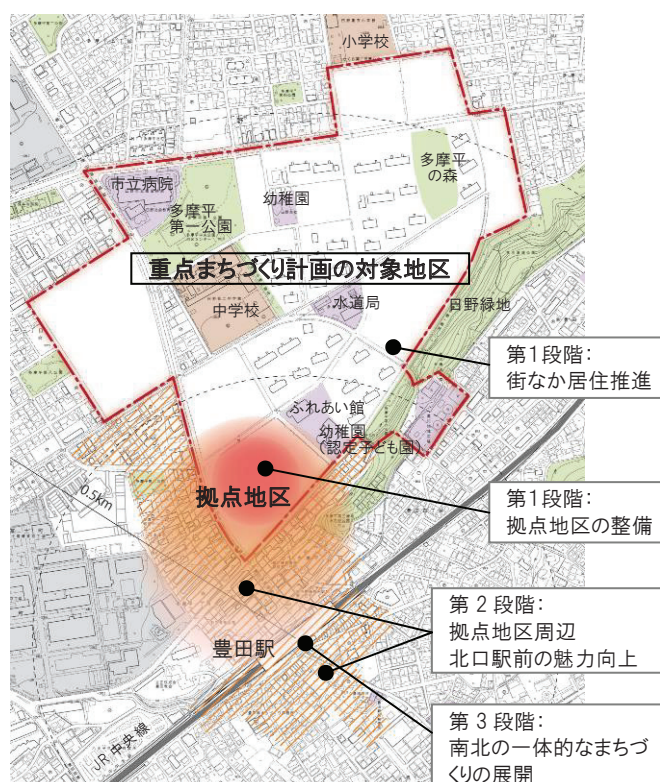 小学校
市立病院
多摩平
第一公園
幼稚園
多摩平
の森
重点まちづくり計画の対象地区
中学校
水道局
日野緑地
第1段階：
街なか居住推進
ふれあい館
幼稚園
（認定子ども園）
0.5Km
拠点地区
第1段階：
拠点地区の整備
第２段階：
拠点地区周辺
北口駅前の魅力向上
豊田駅
第３段階：
南北の一体的なまちづ
くりの展開
JR中央線